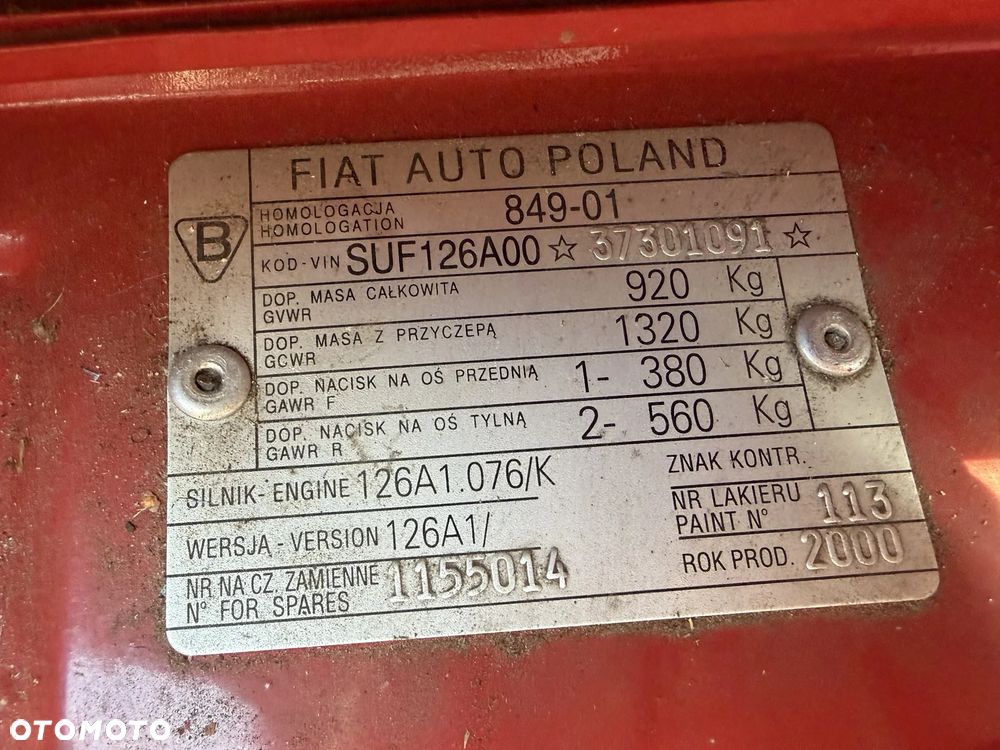 FIAT AUTO POLAND
B
HOMOLOGACJA
HOMOLOGATION 849-01
KOD-VIN SUF126A00 ☆ 37301091 ☆
DOP. MASA CAŁKOWITA
GVWR 920 Kg
DOP. MASA Z PRZYCZEPĄ
GCWR 1320 Kg
DOP. NACISK NA OŚ PRZEDNIĄ
GAWR F 1- 380 Kg
DOP. NACISK NA OŚ TYLNĄ
GAWR R 2- 560 Kg
SILNIK-ENGINE 126A1.076/K
WERSJA-VERSION 126A1/
NR NA CZ. ZAMIENNE
N° FOR SPARES 1155014
ZNAK KONTR.
NR LAKIERU
PAINT N° 113
ROK PROD. 2000
OTOMOTO